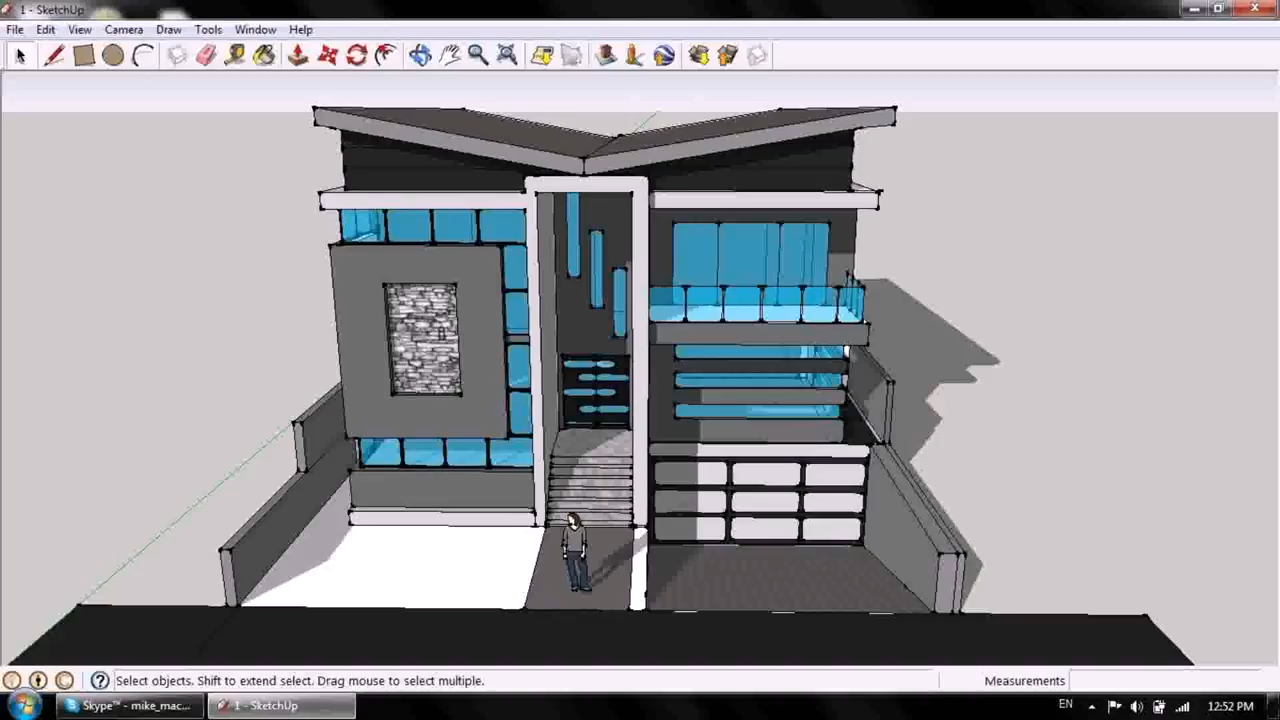 1 - SketchUp
File Edit View Camera Draw Tools Window Help
Select objects. Shift to extend select. Drag mouse to select multiple. Measurements
Skype™ - mike_mac... 1 - SketchUp EN 12:52 PM